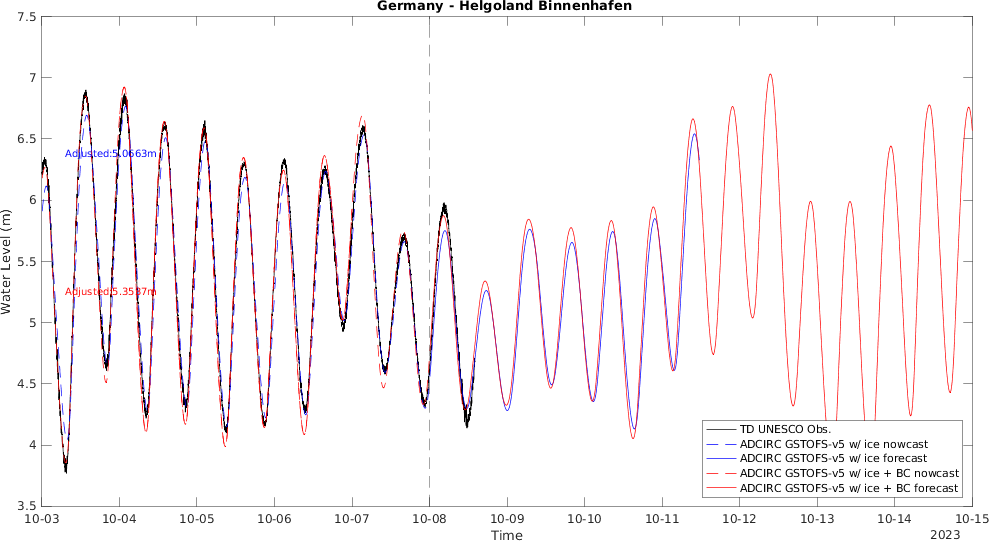 Germany - Helgoland Binnenhafen
7.5
7
6.5
6
5.5
5
4.5
4
3.5
Water Level (m)
Adjusted:5.0663m
Adjusted:5.3537m
TD UNESCO Obs.
ADCIRC GSTOFS-v5 w/ ice nowcast
ADCIRC GSTOFS-v5 w/ ice forecast
ADCIRC GSTOFS-v5 w/ ice + BC nowcast
ADCIRC GSTOFS-v5 w/ ice + BC forecast
10-03 10-04 10-05 10-06 10-07 10-08 10-09 10-10 10-11 10-12 10-13 10-14 10-15
Time
2023